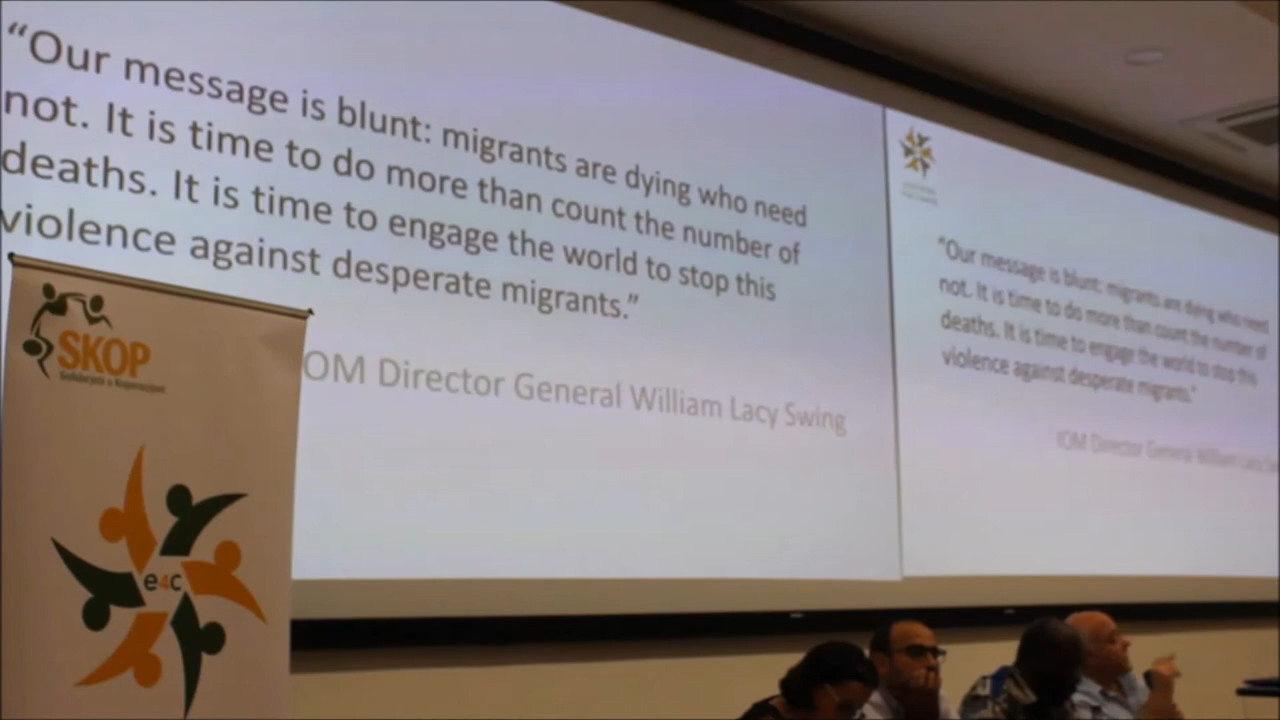 “Our message is blunt: migrants are dying who need
not. It is time to do more than count the number of
deaths. It is time to engage the world to stop this
violence against desperate migrants.”
OM Director General William Lacy Swing
SKOP
Solidarjetà u Koperazzjoni
e4c
“Our message is blunt: migrants are dying who need
not. It is time to do more than count the number of
deaths. It is time to engage the world to stop this
violence against desperate migrants.”
IOM Director General William Lacy